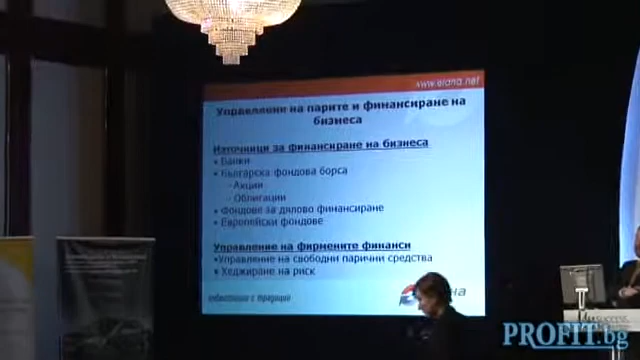 www.elana.net
Управление на парите и финансиране на
бизнеса
Източници за финансиране на бизнеса
• Банки
• Българска фондова борса
- Акции
- Облигации
• Фондове за дялово финансиране
• Европейски фондове
Управление на фирмените финанси
• Управление на свободни парични средства
• Хеджиране на риск
PROFIT.bg